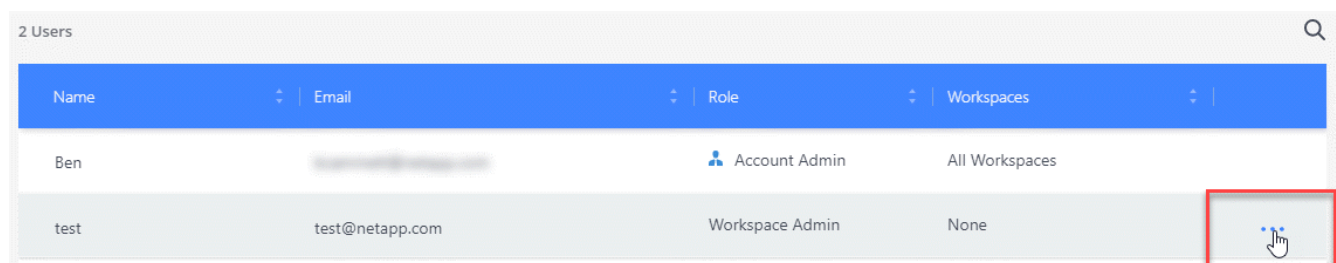 2 Users
Name Email Role Workspaces
Ben Account Admin All Workspaces
test test@netapp.com Workspace Admin None